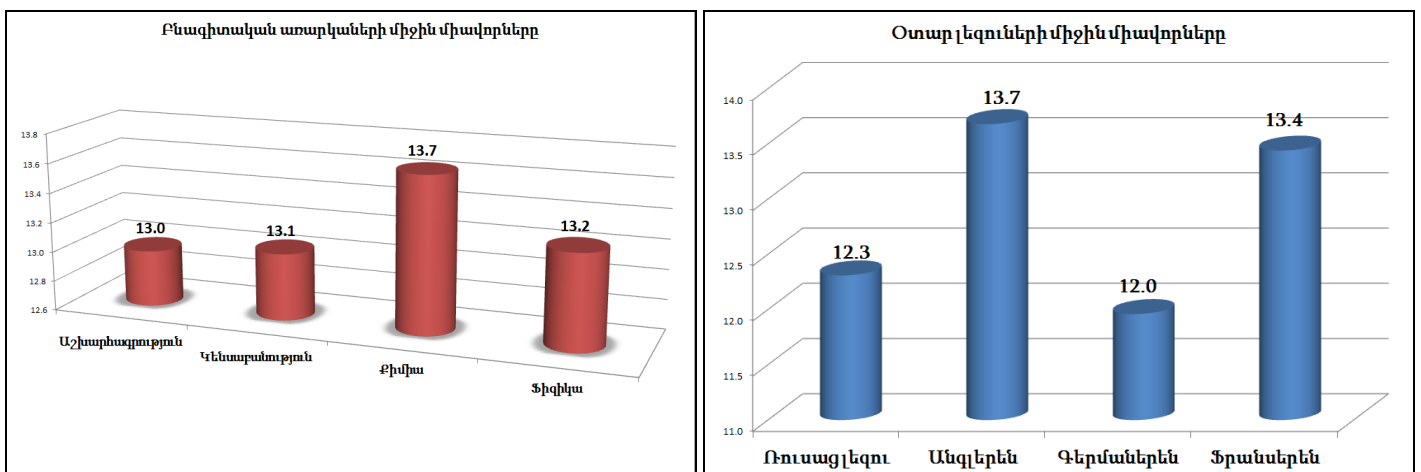 Բնագիտական առարկաների միջին միավորները
13.8
13.6
13.4
13.2
13.0
12.8
12.6
13.0
13.1
13.7
13.2
Աշխարհագրություն
Կենսաբանություն
Քիմիա
Ֆիզիկա
Օտար լեզուների միջին միավորները
14.0
13.5
13.0
12.5
12.0
11.5
11.0
12.3
13.7
12.0
13.4
Ռուսաց լեզու
Անգլերեն
Գերմաներեն
Ֆրանսերեն